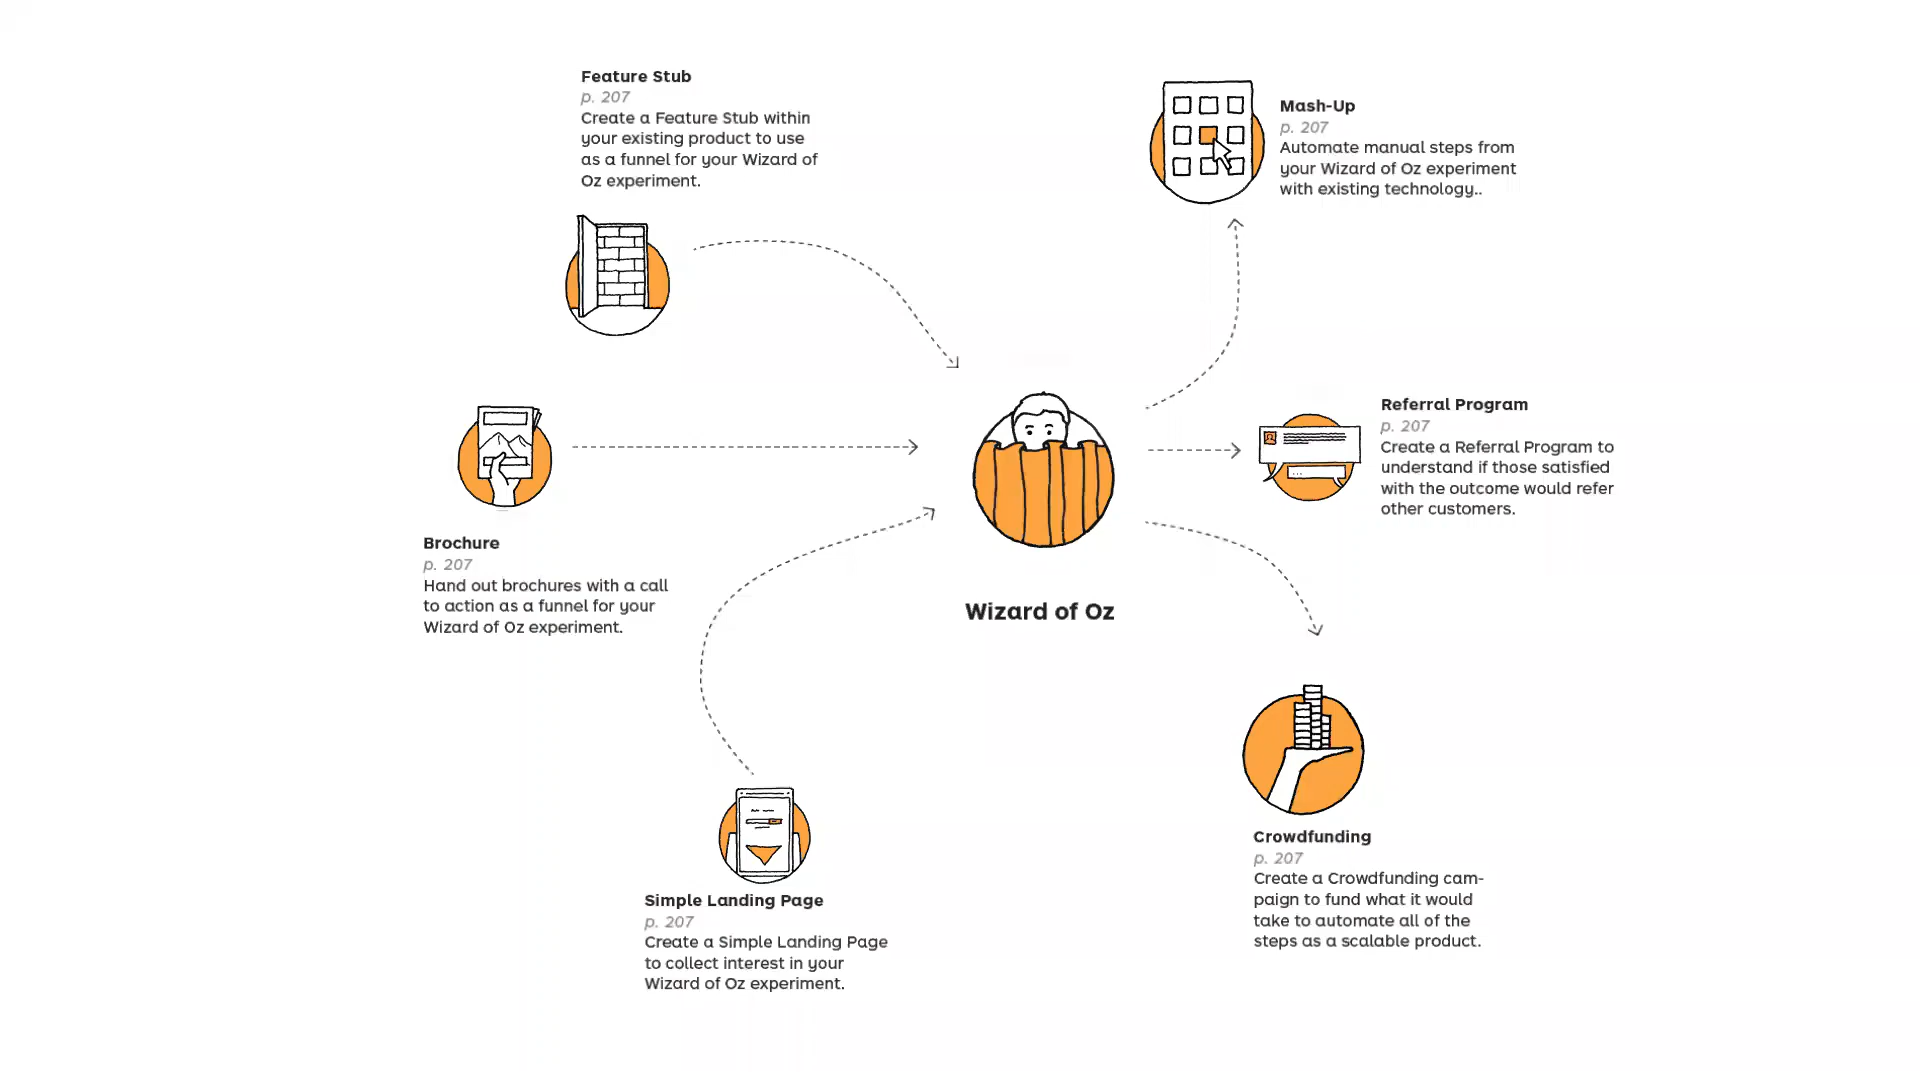 Feature Stub
p. 207
Create a Feature Stub within
your existing product to use
as a funnel for your Wizard of
Oz experiment.
Mash-Up
p. 207
Automate manual steps from
your Wizard of Oz experiment
with existing technology..
Brochure
p. 207
Hand out brochures with a call
to action as a funnel for your
Wizard of Oz experiment.
Wizard of Oz
Referral Program
p. 207
Create a Referral Program to
understand if those satisfied
with the outcome would refer
other customers.
Simple Landing Page
p. 207
Create a Simple Landing Page
to collect interest in your
Wizard of Oz experiment.
Crowdfunding
p. 207
Create a Crowdfunding cam-
paign to fund what it would
take to automate all of the
steps as a scalable product.